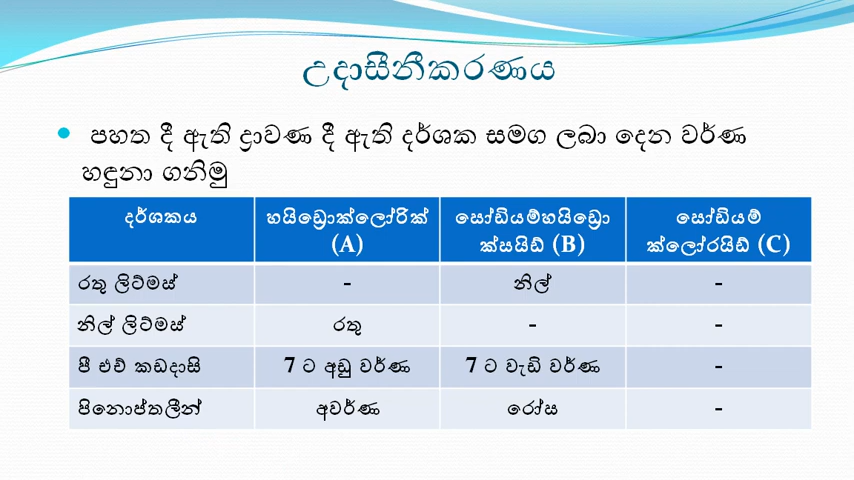 උදාසීනීකරණය
• පහත දී ඇති ද්‍රාවණ දී ඇති දර්ශක සමග ලබා දෙන වර්ණ
හඳුනා ගනිමු
දර්ශකය හයිඩ්‍රොක්ලෝරික් (A) සෝඩියම්හයිඩ්‍රොක්සයිඩ් (B) සෝඩියම් ක්ලෝරයිඩ් (C)
රතු ලිට්මස් - නිල් -
නිල් ලිට්මස් රතු - -
පී එච් කඩදාසි 7 ට අඩු වර්ණ 7 ට වැඩි වර්ණ -
පිනොප්තලීන් අවර්ණ රෝස -